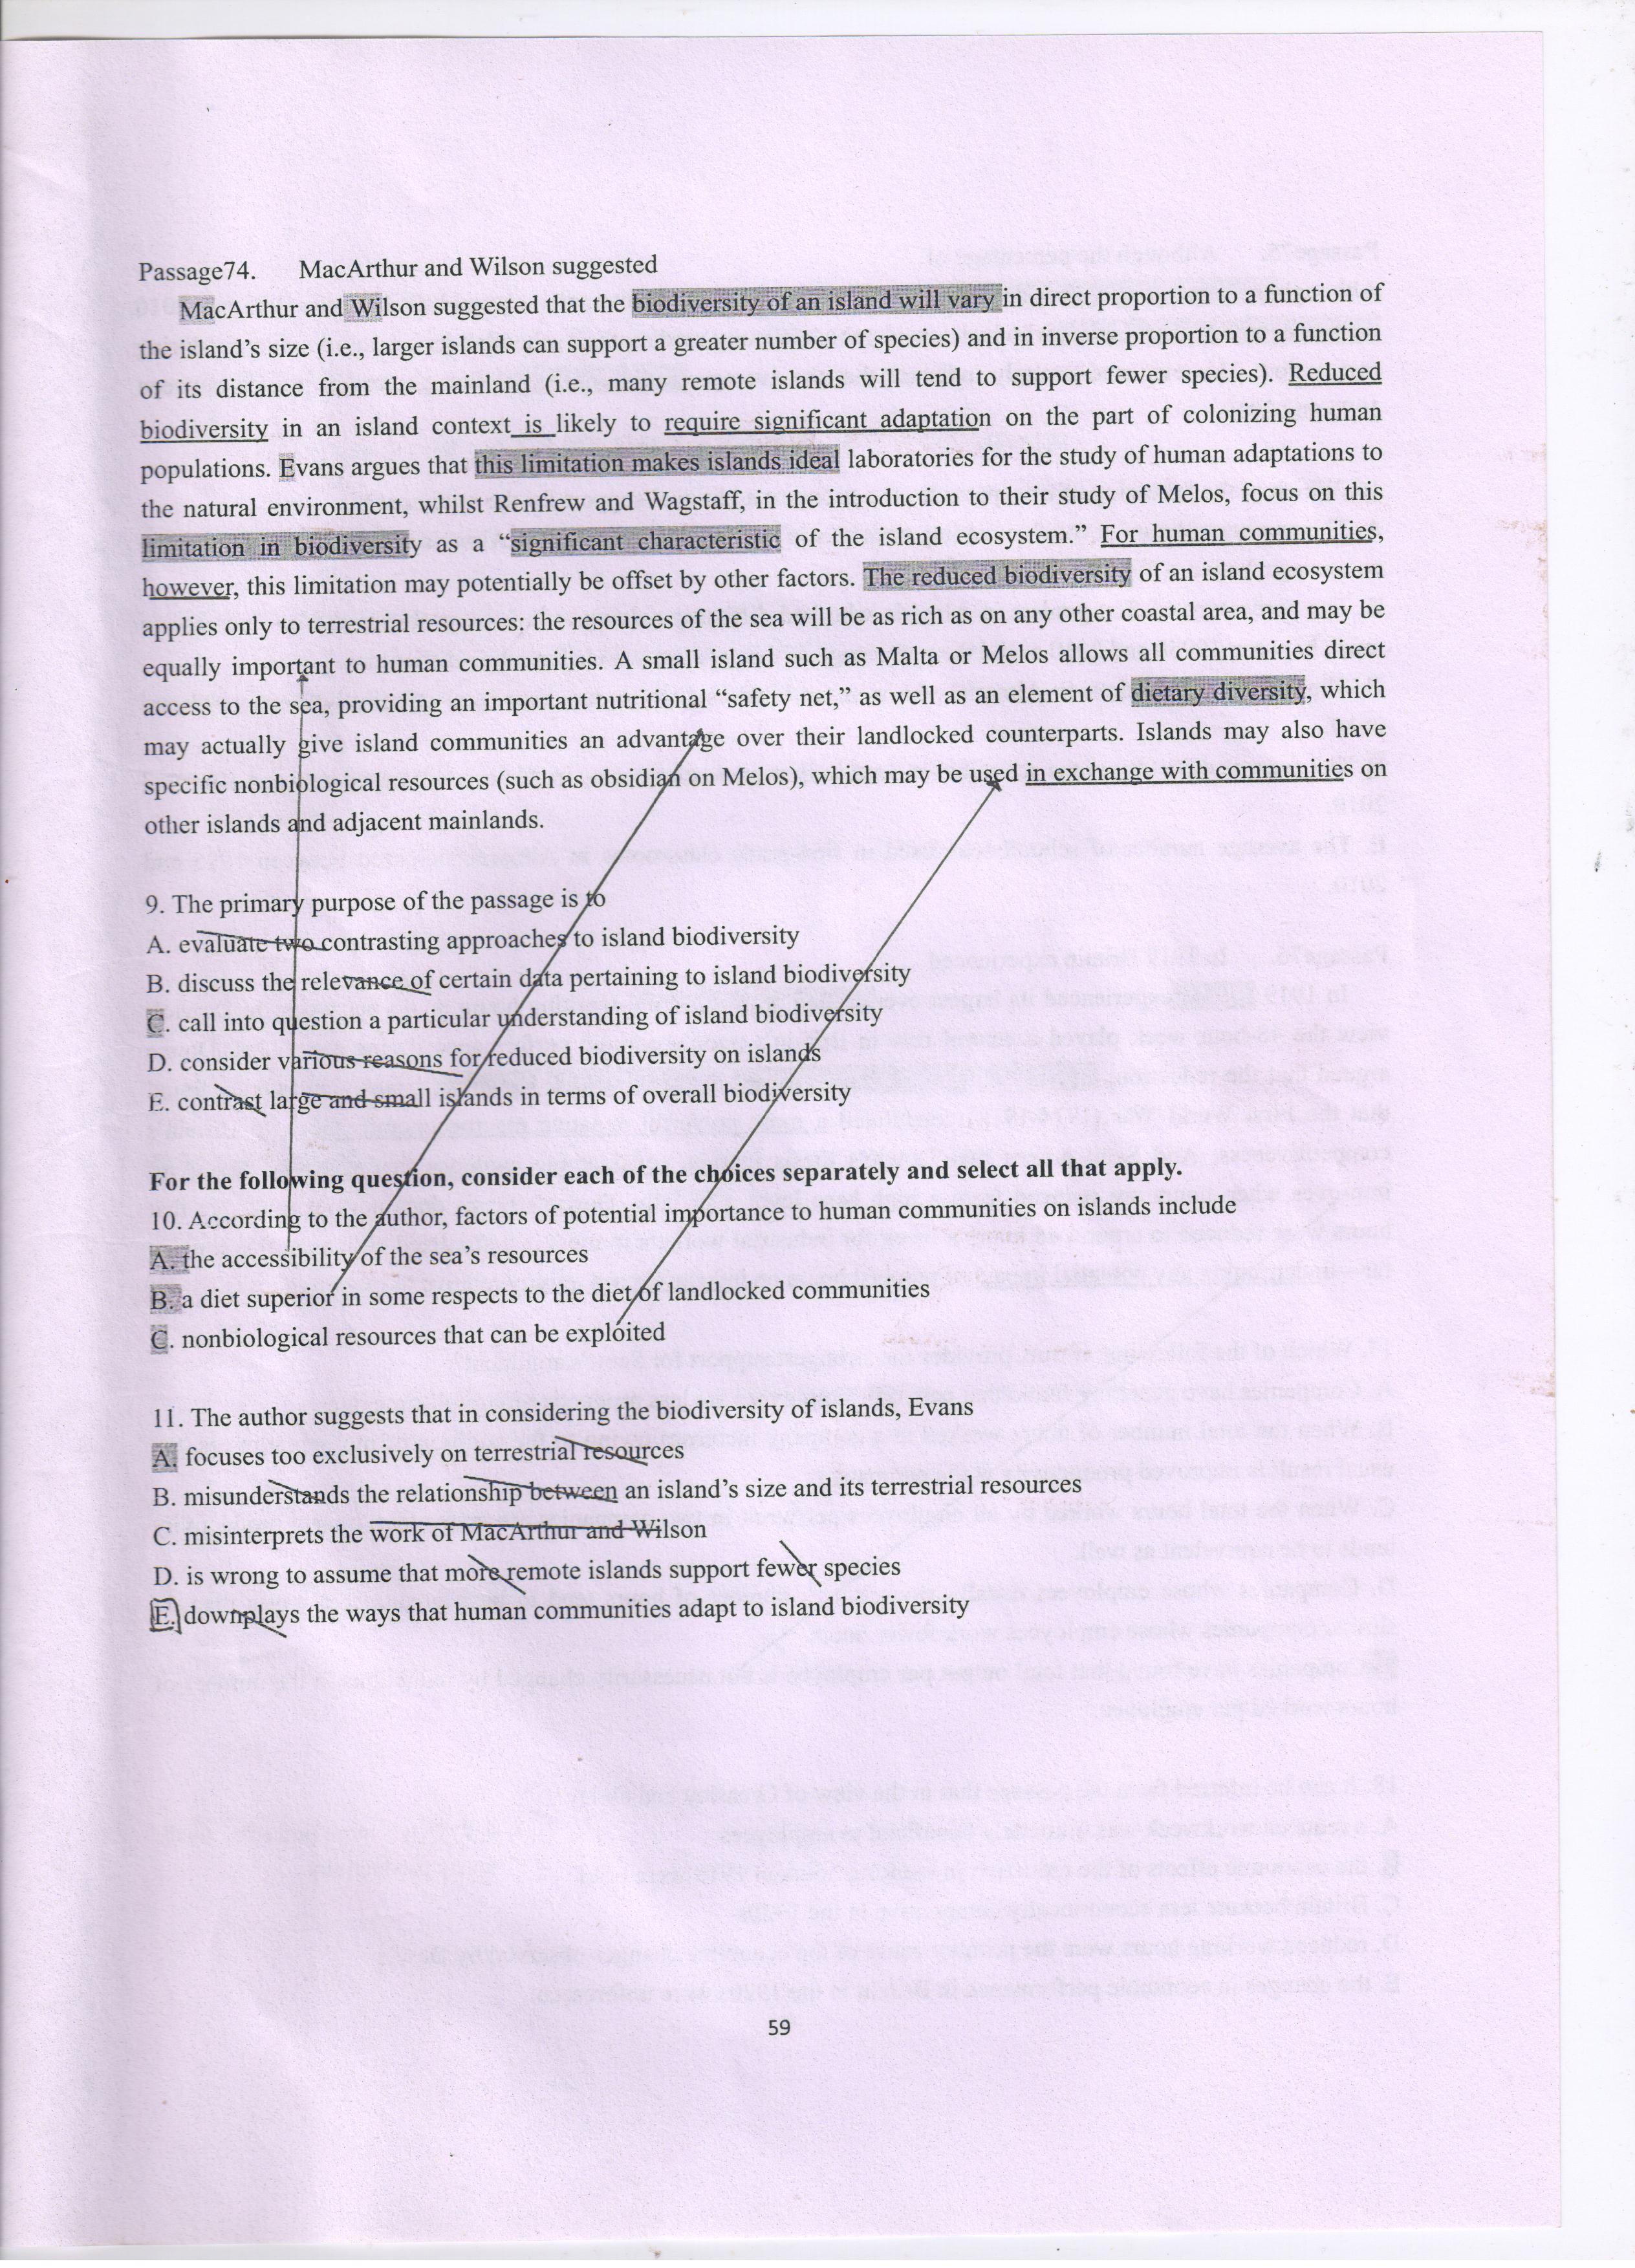 Passage74. MacArthur and Wilson suggested
MacArthur and Wilson suggested that the biodiversity of an island will vary in direct proportion to a function of
the island's size (i.e., larger islands can support a greater number of species) and in inverse proportion to a function
of its distance from the mainland (i.e., many remote islands will tend to support fewer species). Reduced
biodiversity in an island context is likely to require significant adaptation on the part of colonizing human
populations. Evans argues that this limitation makes islands ideal laboratories for the study of human adaptations to
the natural environment, whilst Renfrew and Wagstaff, in the introduction to their study of Melos, focus on this
limitation in biodiversity as a “significant characteristic of the island ecosystem.” For human communities,
however, this limitation may potentially be offset by other factors. The reduced biodiversity of an island ecosystem
applies only to terrestrial resources: the resources of the sea will be as rich as on any other coastal area, and may be
equally important to human communities. A small island such as Malta or Melos allows all communities direct
access to the sea, providing an important nutritional “safety net,” as well as an element of dietary diversity, which
may actually give island communities an advantage over their landlocked counterparts. Islands may also have
specific nonbiological resources (such as obsidian on Melos), which may be used in exchange with communities on
other islands and adjacent mainlands.
9. The primary purpose of the passage is to
A. evaluate two contrasting approaches to island biodiversity
B. discuss the relevance of certain data pertaining to island biodiversity
C. call into question a particular understanding of island biodiversity
D. consider various reasons for reduced biodiversity on islands
E. contrast large and small islands in terms of overall biodiversity
For the following question, consider each of the choices separately and select all that apply.
10. According to the author, factors of potential importance to human communities on islands include
A. the accessibility of the sea's resources
B. a diet superior in some respects to the diet of landlocked communities
C. nonbiological resources that can be exploited
11. The author suggests that in considering the biodiversity of islands, Evans
A. focuses too exclusively on terrestrial resources
B. misunderstands the relationship between an island's size and its terrestrial resources
C. misinterprets the work of MacArthur and Wilson
D. is wrong to assume that more remote islands support fewer species
E. downplays the ways that human communities adapt to island biodiversity
59